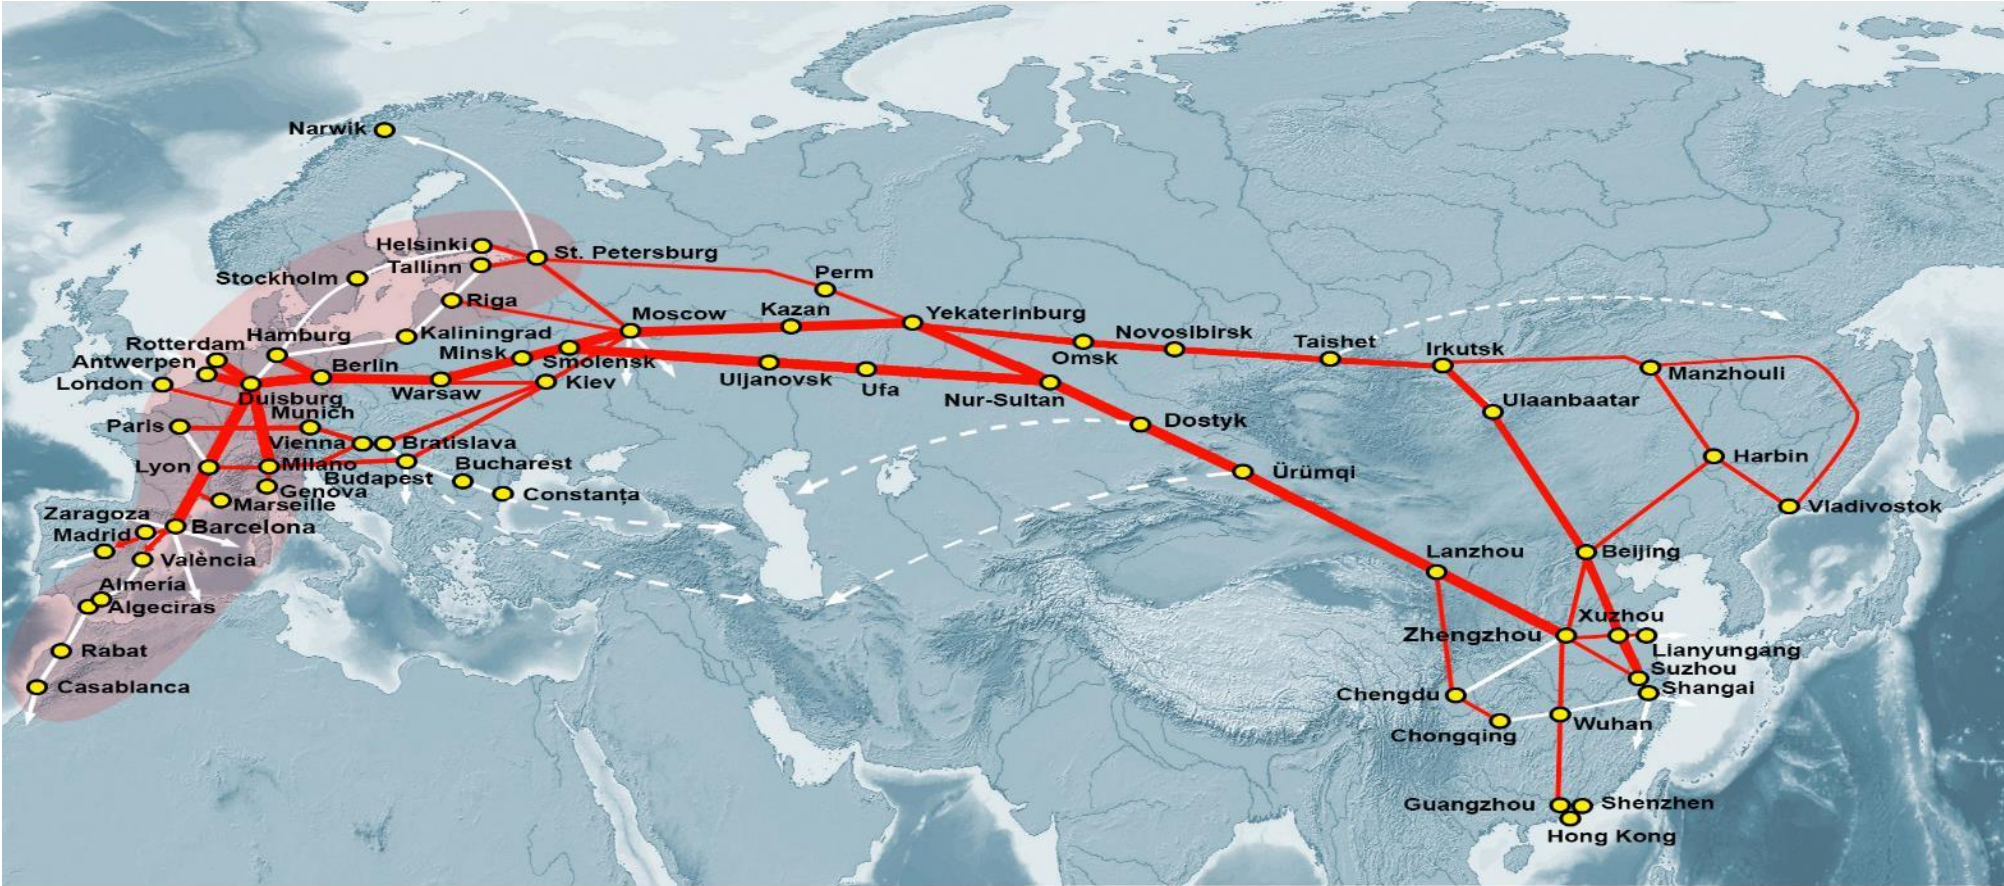 Narwik
Helsinki
St. Petersburg
Tallinn
Stockholm
Perm
Riga
Moscow
Kazan
Yekaterinburg
Hamburg
Kaliningrad
Novosibirsk
Rotterdam
Minsk
Smolensk
Omsk
Taishet
Irkutsk
Antwerpen
Berlin
Manzhouli
London
Warsaw
Kiev
Uljanovsk
Ufa
Nur-Sultan
Duisburg
Ulaanbaatar
Munich
Paris
Dostyk
Vienna
Bratislava
Harbin
Lyon
Milano
Budapest
Bucharest
Ürümqi
Genova
Constanța
Marseille
Vladivostok
Zaragoza
Barcelona
Madrid
València
Lanzhou
Beijing
Almería
Algeciras
Xuzhou
Zhengzhou
Rabat
Lianyungang
Suzhou
Casablanca
Chengdu
Shangai
Wuhan
Chongqing
Guangzhou
Shenzhen
Hong Kong